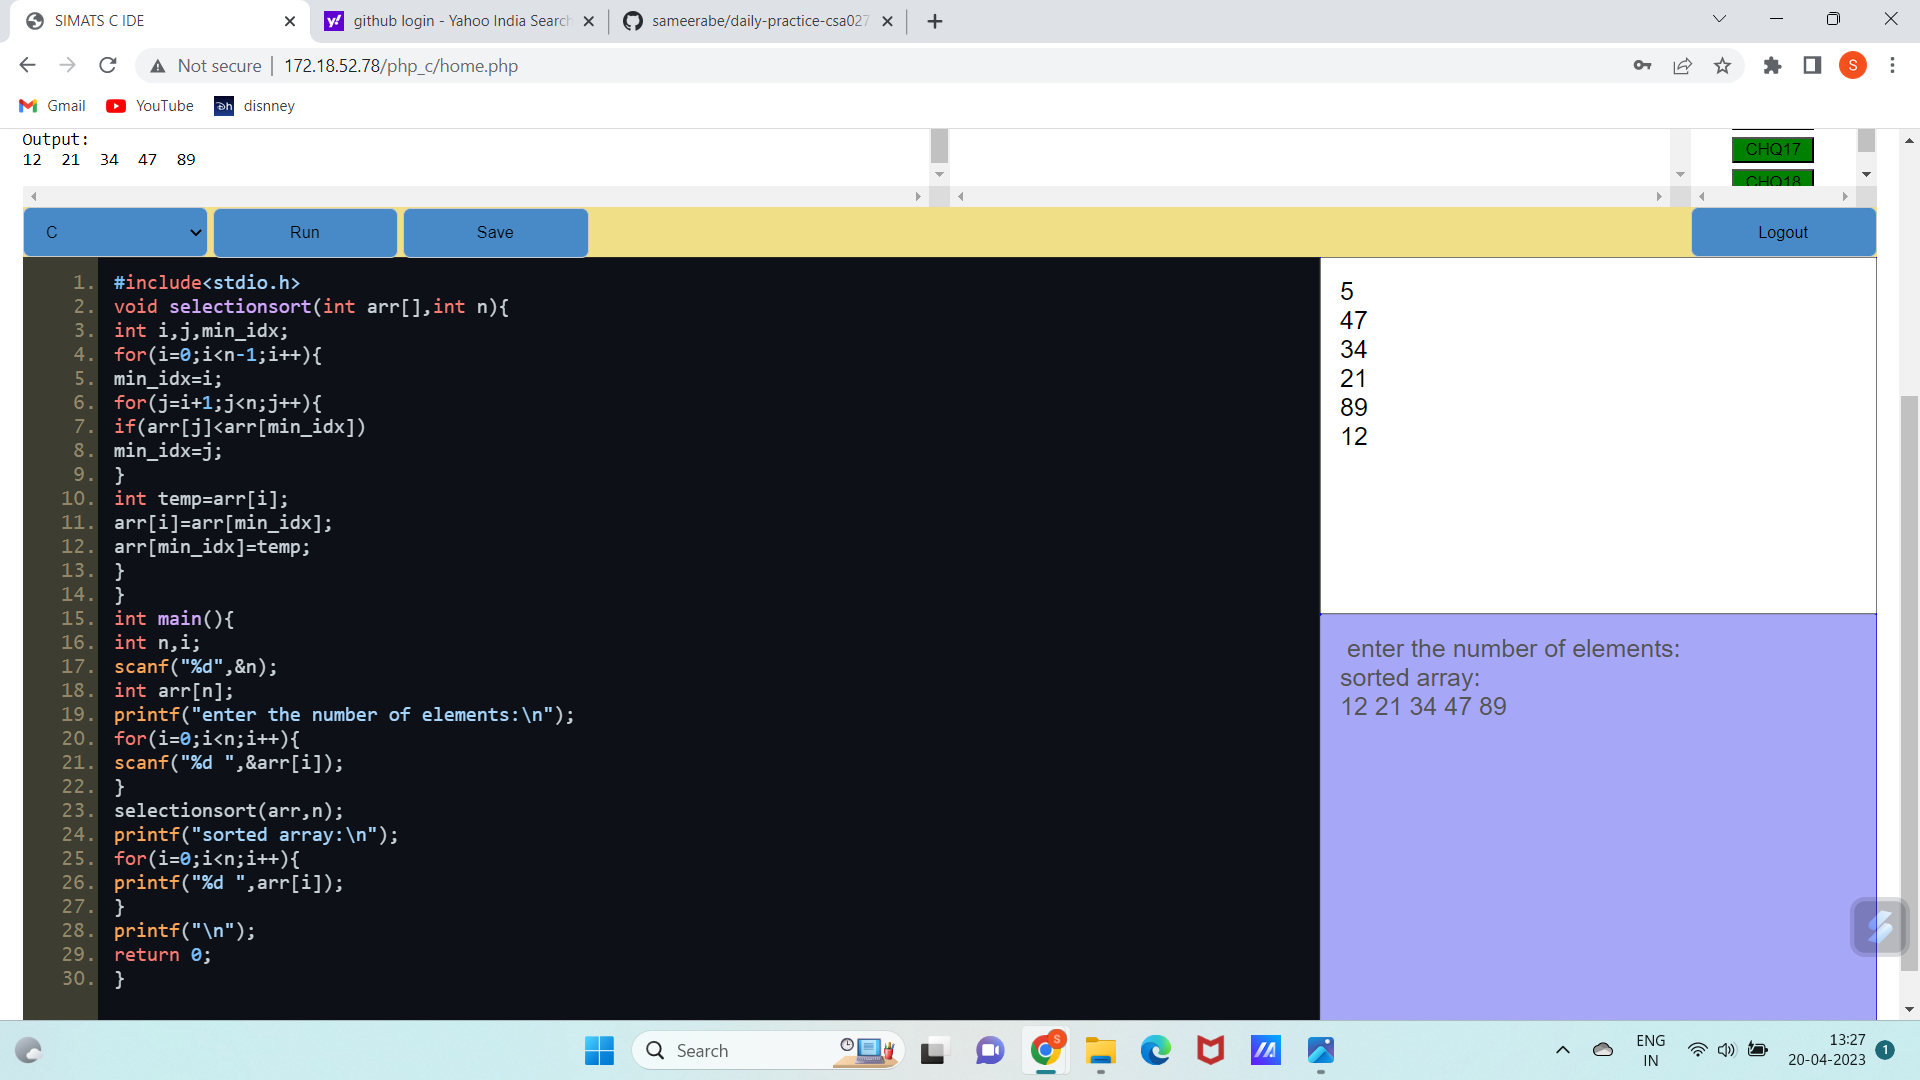 SIMATS C IDE
github login - Yahoo India Search
sameerabe/daily-practice-csa027
Not secure
172.18.52.78/php_c/home.php
S
Gmail
YouTube
disnney
Output:
12 21 34 47 89
CHQ17
CHQ18
C
Run
Save
Logout
1. #include<stdio.h>
2. void selectionsort(int arr[],int n){
3. int i,j,min_idx;
4. for(i=0;i<n-1;i++){
5. min_idx=i;
6. for(j=i+1;j<n;j++){
7. if(arr[j]<arr[min_idx])
8. min_idx=j;
9. }
10. int temp=arr[i];
11. arr[i]=arr[min_idx];
12. arr[min_idx]=temp;
13. }
14. }
15. int main(){
16. int n,i;
17. scanf("%d",&n);
18. int arr[n];
19. printf("enter the number of elements:\n");
20. for(i=0;i<n;i++){
21. scanf("%d ",&arr[i]);
22. }
23. selectionsort(arr,n);
24. printf("sorted array:\n");
25. for(i=0;i<n;i++){
26. printf("%d ",arr[i]);
27. }
28. printf("\n");
29. return 0;
30. }
5
47
34
21
89
12
enter the number of elements:
sorted array:
12 21 34 47 89
Search
S
ENG
IN
13:27
20-04-2023
1